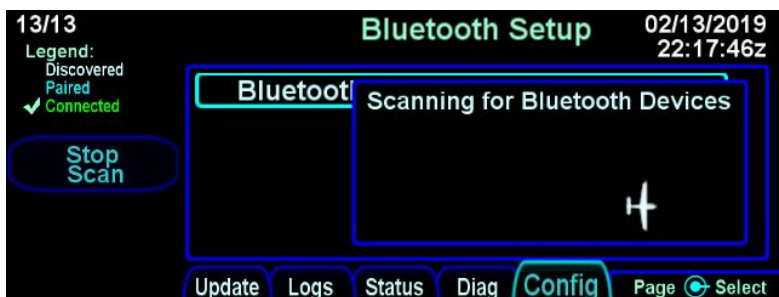 13/13
Bluetooth Setup
02/13/2019
22:17:46z
Legend:
Discovered
Paired
Connected
Scanning for Bluetooth Devices
Stop
Scan
Update Logs Status Diag Config Page Select